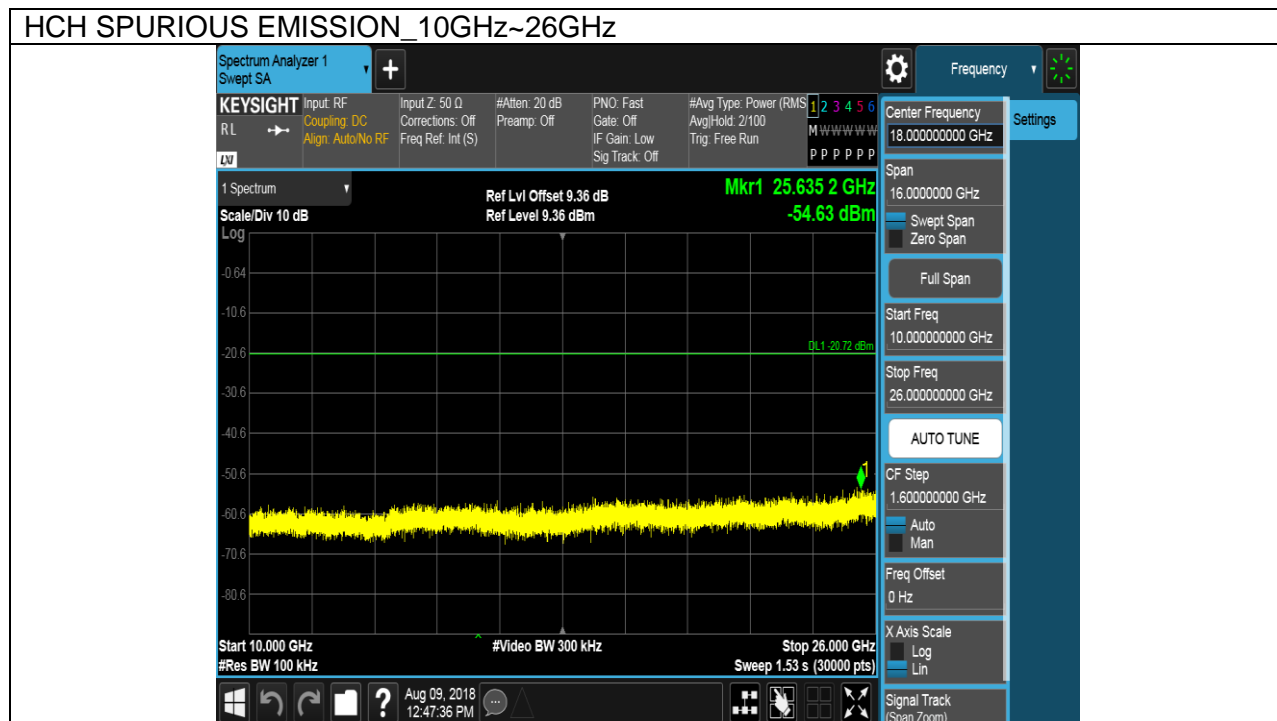 HCH SPURIOUS EMISSION_10GHz~26GHz
Spectrum Analyzer 1
Swept SA
+
Frequency
KEYSIGHT
RL
LXI
Input: RF
Coupling: DC
Align: Auto/No RF
Input Z: 50 Ω
Corrections: Off
Freq Ref: Int (S)
#Atten: 20 dB
Preamp: Off
PNO: Fast
Gate: Off
IF Gain: Low
Sig Track: Off
#Avg Type: Power (RMS
Avg|Hold: 2/100
Trig: Free Run
1 2 3 4 5 6
M W W W W W
P P P P P P
Settings
1 Spectrum
Scale/Div 10 dB
Log
Ref Lvl Offset 9.36 dB
Ref Level 9.36 dBm
Mkr1 25.635 2 GHz
-54.63 dBm
-0.64
-10.6
-20.6
DL1 -20.72 dBm
-30.6
-40.6
-50.6
1
-60.6
-70.6
-80.6
Start 10.000 GHz
#Res BW 100 kHz
#Video BW 300 kHz
Stop 26.000 GHz
Sweep 1.53 s (30000 pts)
Center Frequency
18.000000000 GHz
Span
16.0000000 GHz
Swept Span
Zero Span
Full Span
Start Freq
10.000000000 GHz
Stop Freq
26.000000000 GHz
AUTO TUNE
CF Step
1.600000000 GHz
Auto
Man
Freq Offset
0 Hz
X Axis Scale
Log
Lin
Signal Track
(Span Zoom)
?
Aug 09, 2018
12:47:36 PM